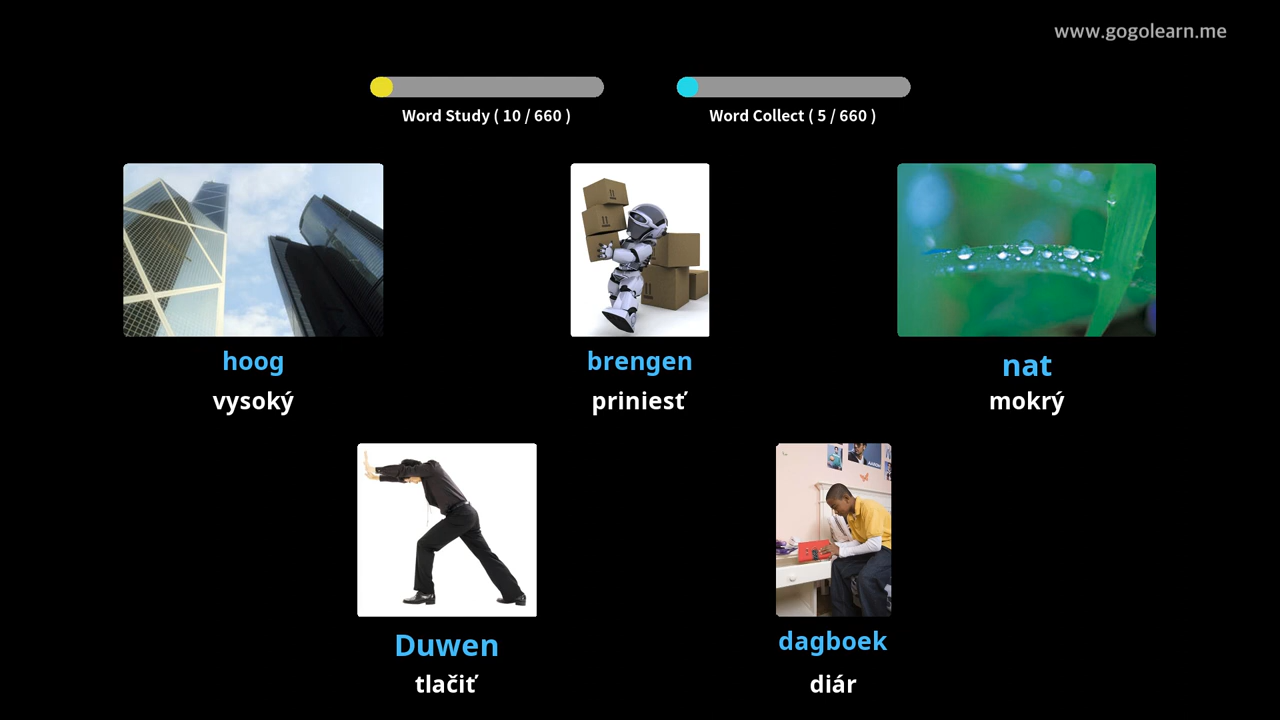 www.gogolearn.me
Word Study ( 10 / 660 )
Word Collect ( 5 / 660 )
hoog
vysoký
brengen
priniesť
nat
mokrý
Duwen
tlačiť
dagboek
diár